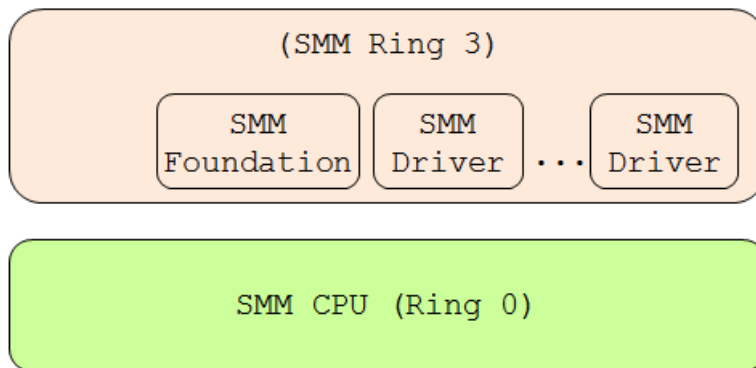 (SMM Ring 3)
SMM
Foundation
SMM
Driver
...
SMM
Driver
SMM CPU (Ring 0)